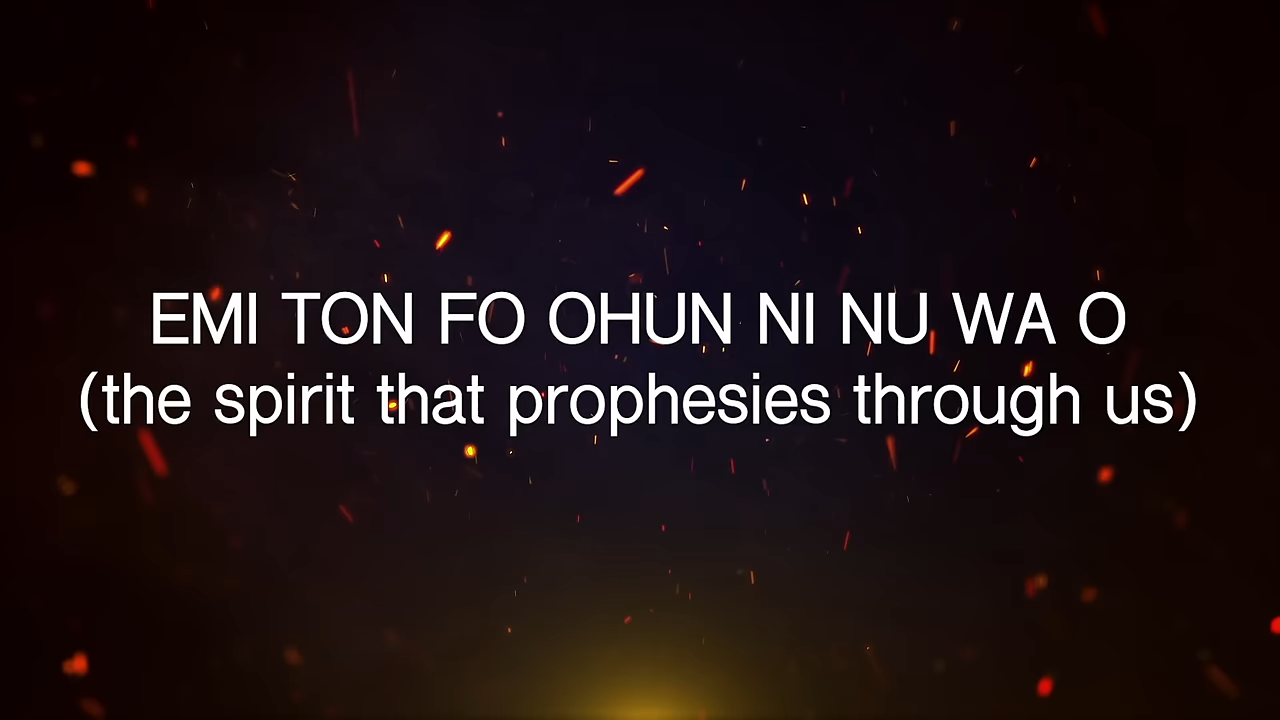 EMI TON FO OHUN NI NU WA O
(the spirit that prophesies through us)